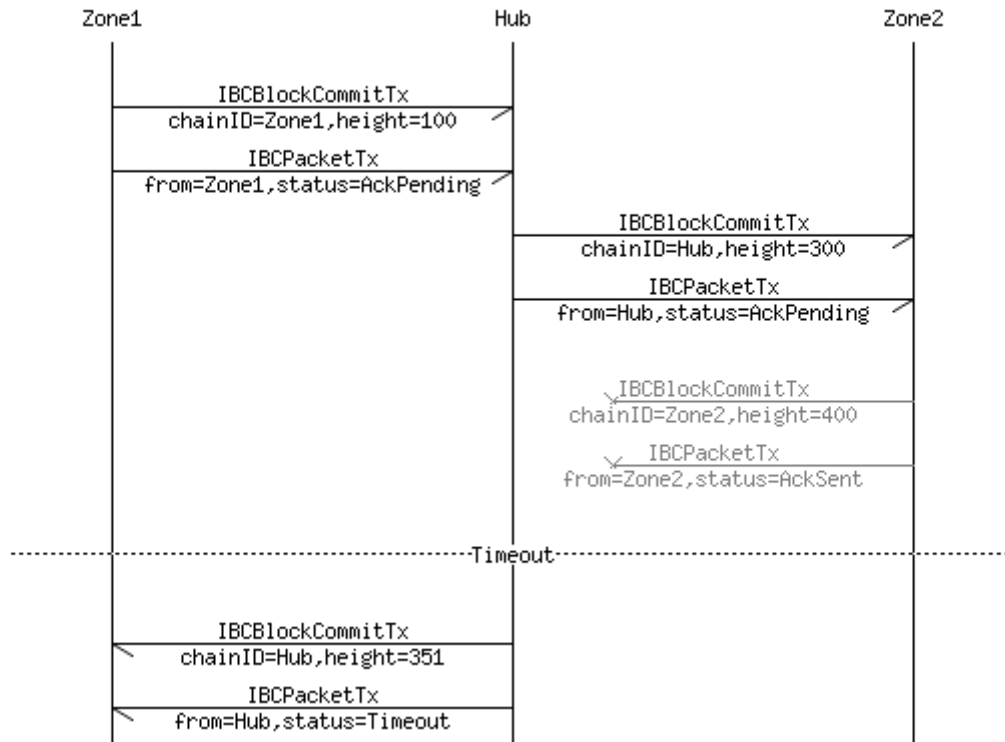 Zone1 Hub Zone2
IBCBlockCommitTx
chainID=Zone1,height=100
IBCPacketTx
from=Zone1,status=AckPending
IBCBlockCommitTx
chainID=Hub,height=300
IBCPacketTx
from=Hub,status=AckPending
IBCBlockCommitTx
chainID=Zone2,height=400
IBCPacketTx
from=Zone2,status=AckSent
Timeout
IBCBlockCommitTx
chainID=Hub,height=351
IBCPacketTx
from=Hub,status=Timeout